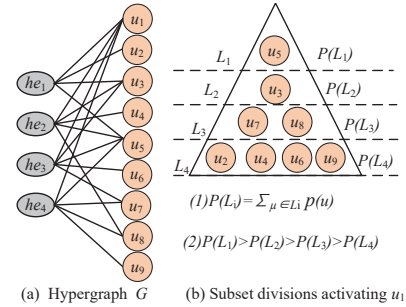 u1
u2
u3
u4
u5
u6
u7
u8
u9
he1
he2
he3
he4
(a) Hypergraph G
L1 u5 P(L1)
L2 u3 P(L2)
L3 u7 u8 P(L3)
L4 u2 u4 u6 u9 P(L4)
(1)P(Li)=∑μ∈Li p(u)
(2)P(L1)>P(L2)>P(L3)>P(L4)
(b) Subset divisions activating u1